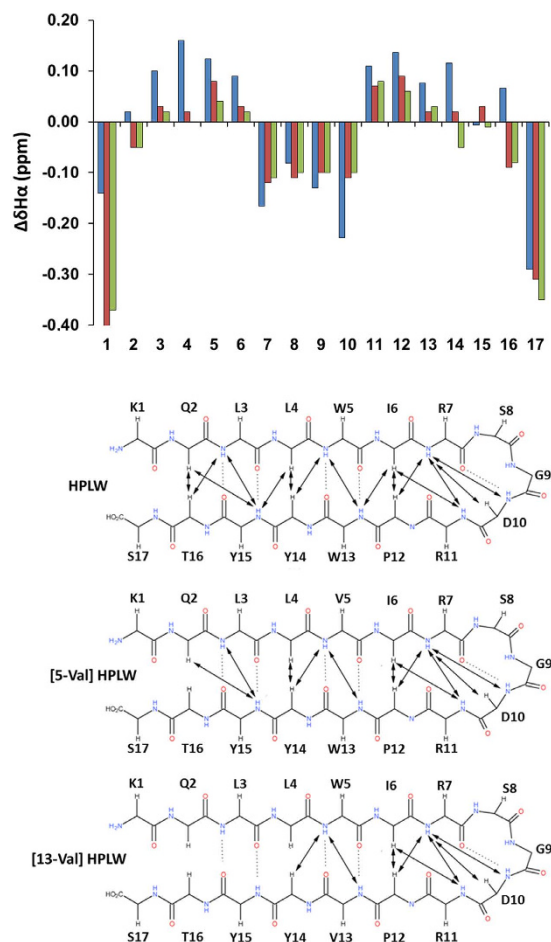 0.20
0.10
0.00
-0.10
-0.20
-0.30
-0.40
ΔδHα (ppm)
1 2 3 4 5 6 7 8 9 10 11 12 13 14 15 16 17
K1 Q2 L3 L4 W5 I6 R7 S8
HPLW
G9
D10
S17 T16 Y15 Y14 W13 P12 R11
K1 Q2 L3 L4 V5 I6 R7 S8
[5-Val] HPLW
G9
D10
S17 T16 Y15 Y14 W13 P12 R11
K1 Q2 L3 L4 W5 I6 R7 S8
[13-Val] HPLW
G9
D10
S17 T16 Y15 Y14 V13 P12 R11